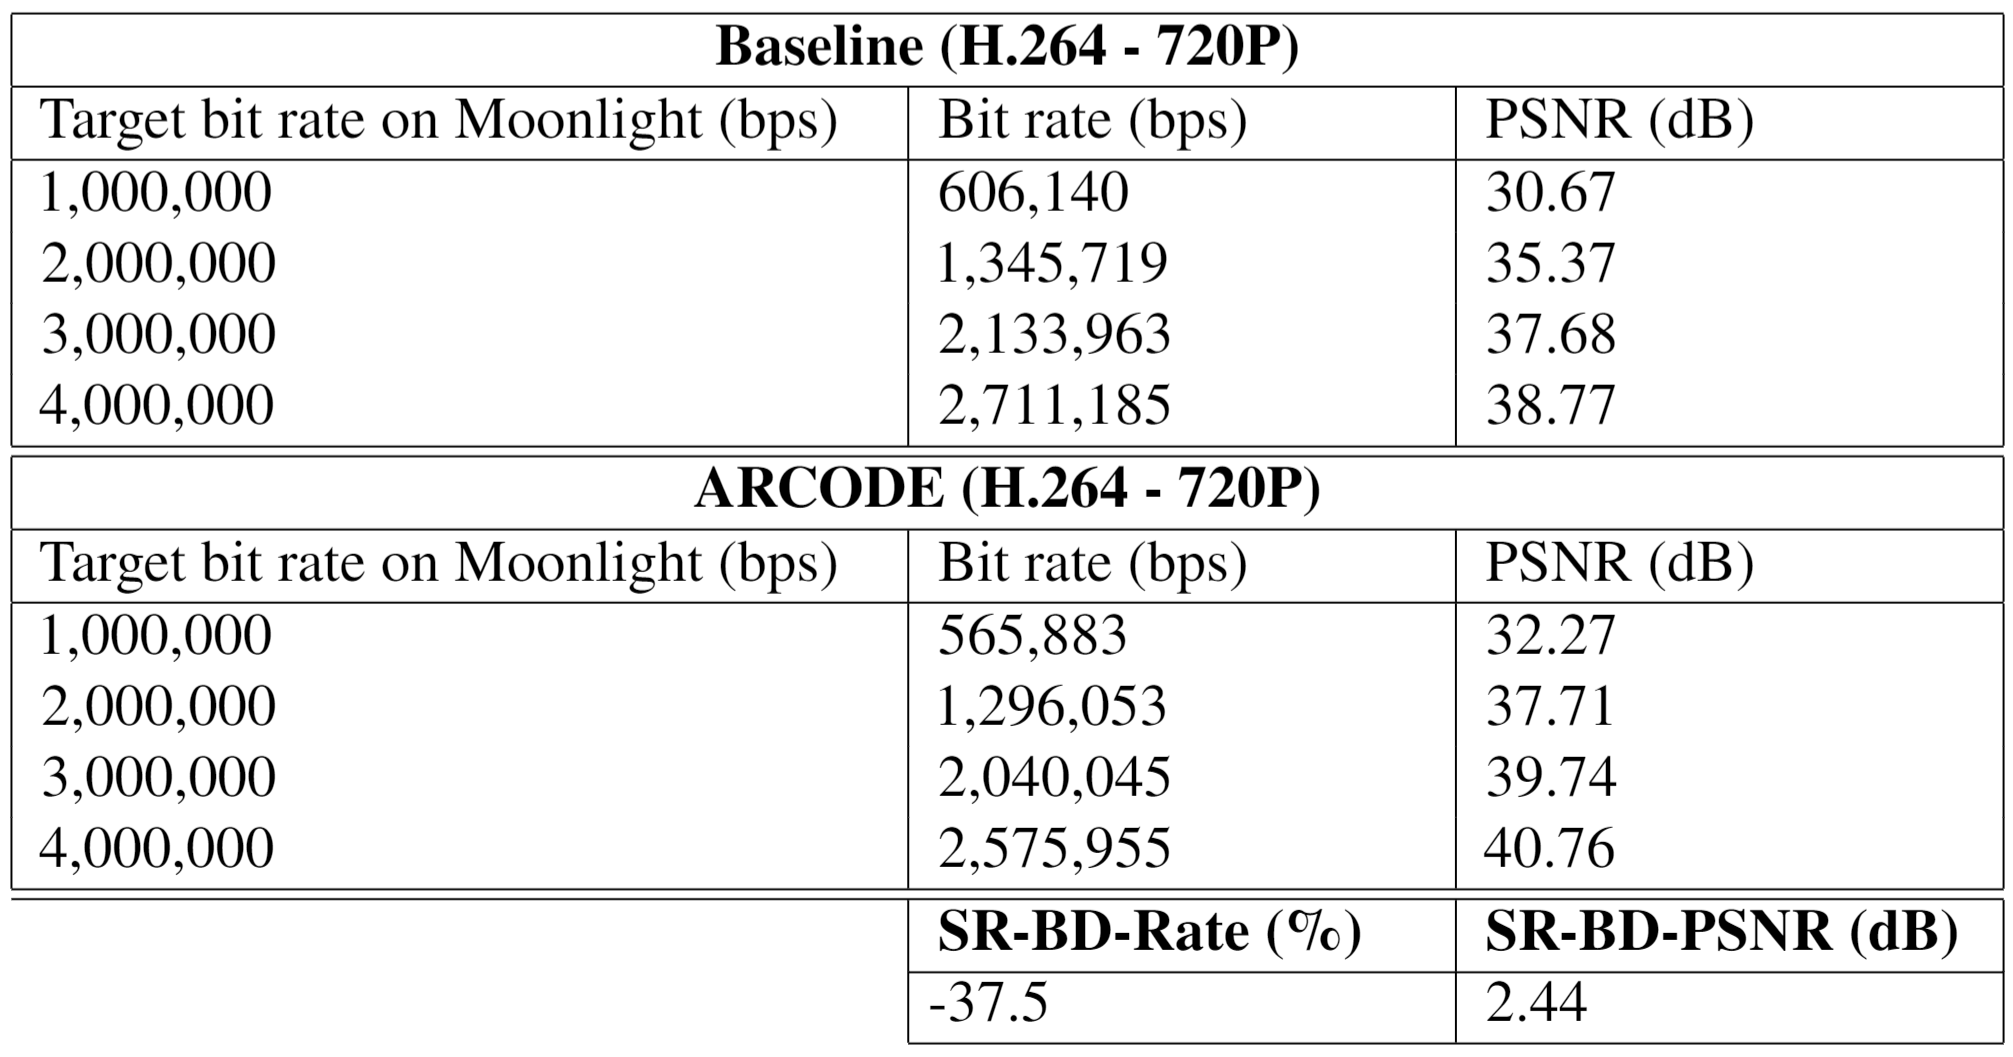 Baseline (H.264 - 720P)
Target bit rate on Moonlight (bps) Bit rate (bps) PSNR (dB)
1,000,000 606,140 30.67
2,000,000 1,345,719 35.37
3,000,000 2,133,963 37.68
4,000,000 2,711,185 38.77
ARCODE (H.264 - 720P)
Target bit rate on Moonlight (bps) Bit rate (bps) PSNR (dB)
1,000,000 565,883 32.27
2,000,000 1,296,053 37.71
3,000,000 2,040,045 39.74
4,000,000 2,575,955 40.76
SR-BD-Rate (%) SR-BD-PSNR (dB)
-37.5 2.44